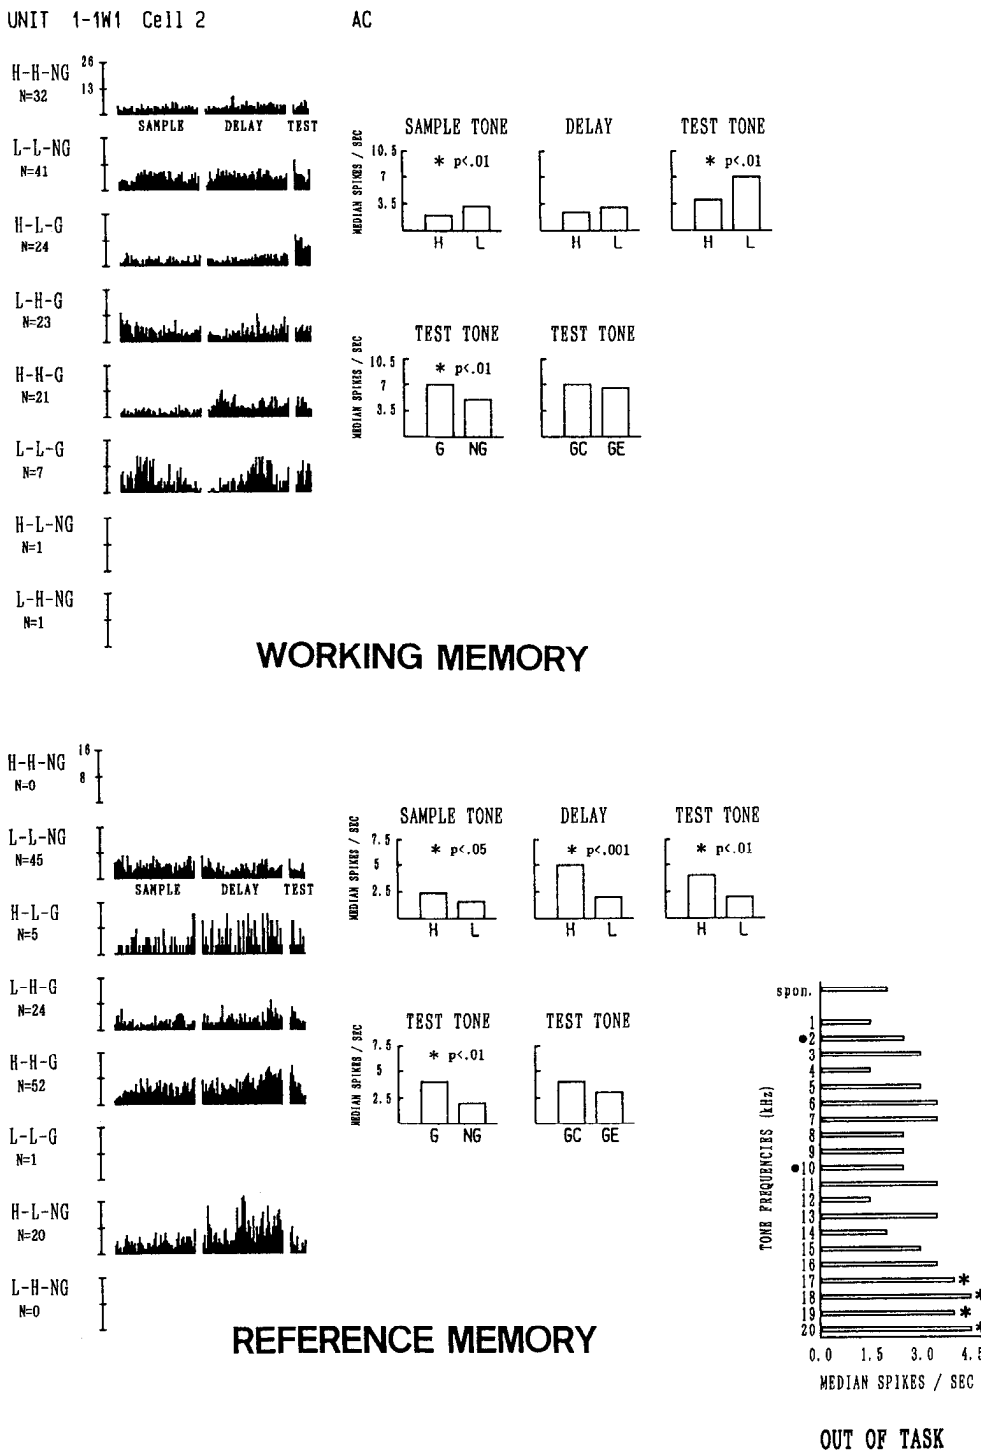 UNIT 1-1W1 Cell 2 AC
H-H-NG
N=32
26
13
SAMPLE DELAY TEST
L-L-NG
N=41
H-L-G
N=24
L-H-G
N=23
H-H-G
N=21
L-L-G
N=7
H-L-NG
N=1
L-H-NG
N=1
SAMPLE TONE DELAY TEST TONE
MEDIAN SPIKES / SEC
10.5
7
3.5
* p<.01
* p<.01
H L H L H L
TEST TONE TEST TONE
MEDIAN SPIKES / SEC
10.5
7
3.5
* p<.01
G NG GC GE
WORKING MEMORY
H-H-NG
N=0
16
8
L-L-NG
N=45
SAMPLE DELAY TEST
H-L-G
N=5
L-H-G
N=24
H-H-G
N=52
L-L-G
N=1
H-L-NG
N=20
L-H-NG
N=0
SAMPLE TONE DELAY TEST TONE
MEDIAN SPIKES / SEC
7.5
5
2.5
* p<.05 * p<.001 * p<.01
H L H L H L
TEST TONE TEST TONE
MEDIAN SPIKES / SEC
7.5
5
2.5
* p<.01
G NG GC GE
REFERENCE MEMORY
TONE FREQUENCIES (kHz)
spon.
1
•2
3
4
5
6
7
8
9
•10
11
12
13
14
15
16
17 *
18 *
19 *
20 *
0.0 1.5 3.0 4.5
MEDIAN SPIKES / SEC
OUT OF TASK